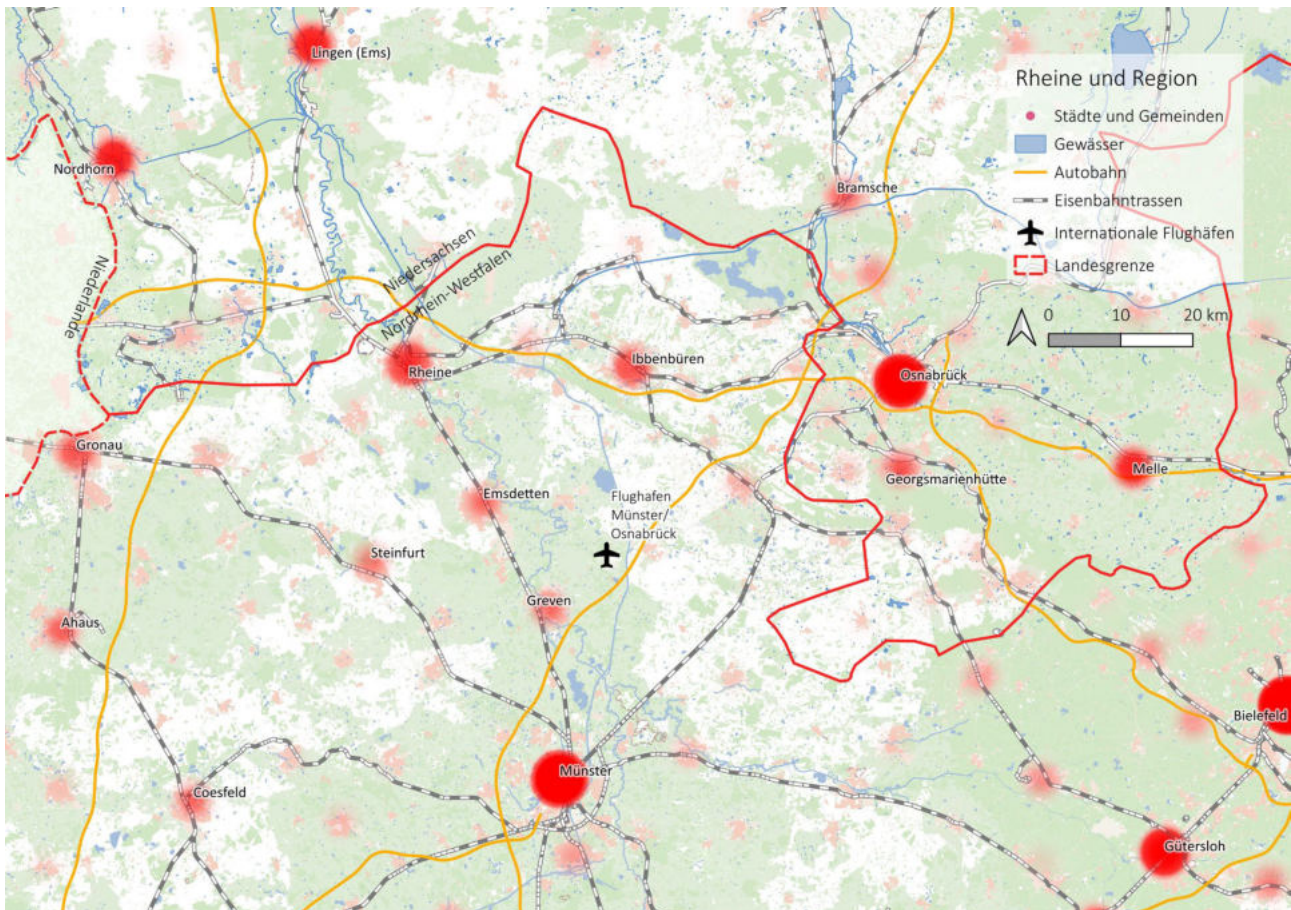 Lingen (Ems)
Rheine und Region
Städte und Gemeinden
Gewässer
Autobahn
Eisenbahntrassen
Internationale Flughäfen
Landesgrenze
0
10
20 km
Nordhorn
Bramsche
Niederlande
Niedersachsen
Nordrhein-Westfalen
Ibbenbüren
Rheine
Osnabrück
Gronau
Melle
Georgsmarienhütte
Emsdetten
Flughafen
Münster/
Osnabrück
Steinfurt
Greven
Ahaus
Bielefeld
Münster
Coesfeld
Gütersloh